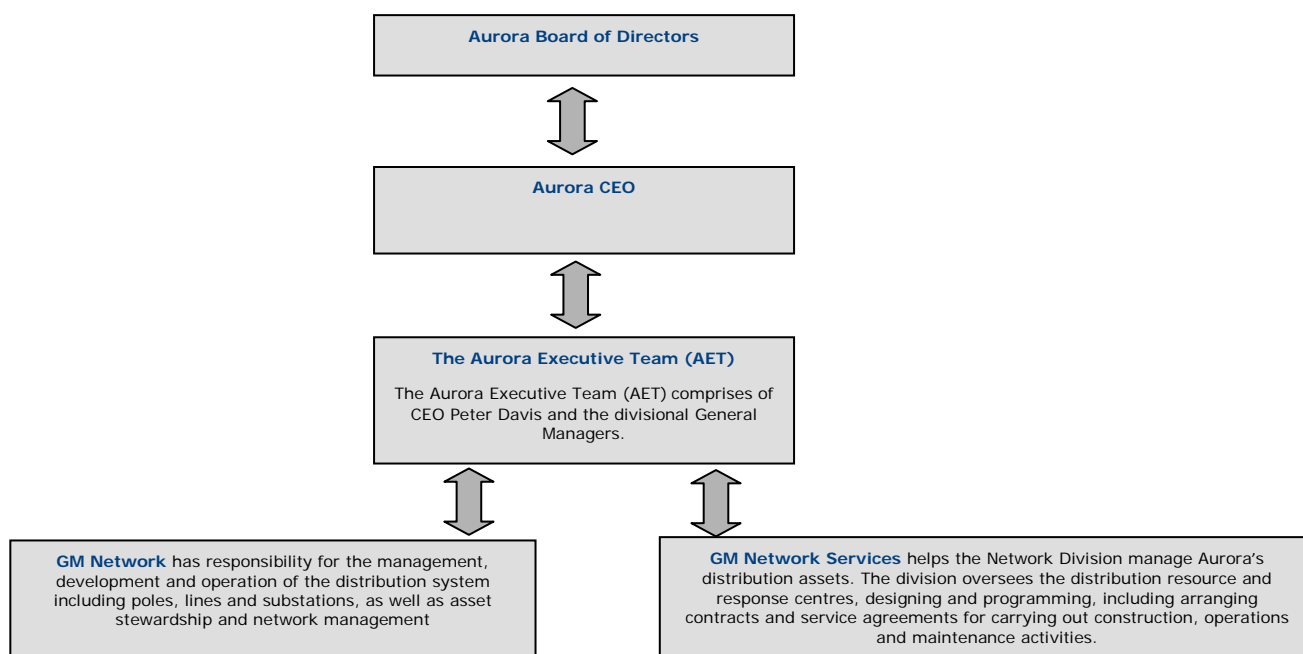 Aurora Board of Directors
Aurora CEO
The Aurora Executive Team (AET)
The Aurora Executive Team (AET) comprises of
CEO Peter Davis and the divisional General
Managers.
GM Network has responsibility for the management,
development and operation of the distribution system
including poles, lines and substations, as well as asset
stewardship and network management
GM Network Services helps the Network Division manage Aurora's
distribution assets. The division oversees the distribution resource and
response centres, designing and programming, including arranging
contracts and service agreements for carrying out construction, operations
and maintenance activities.